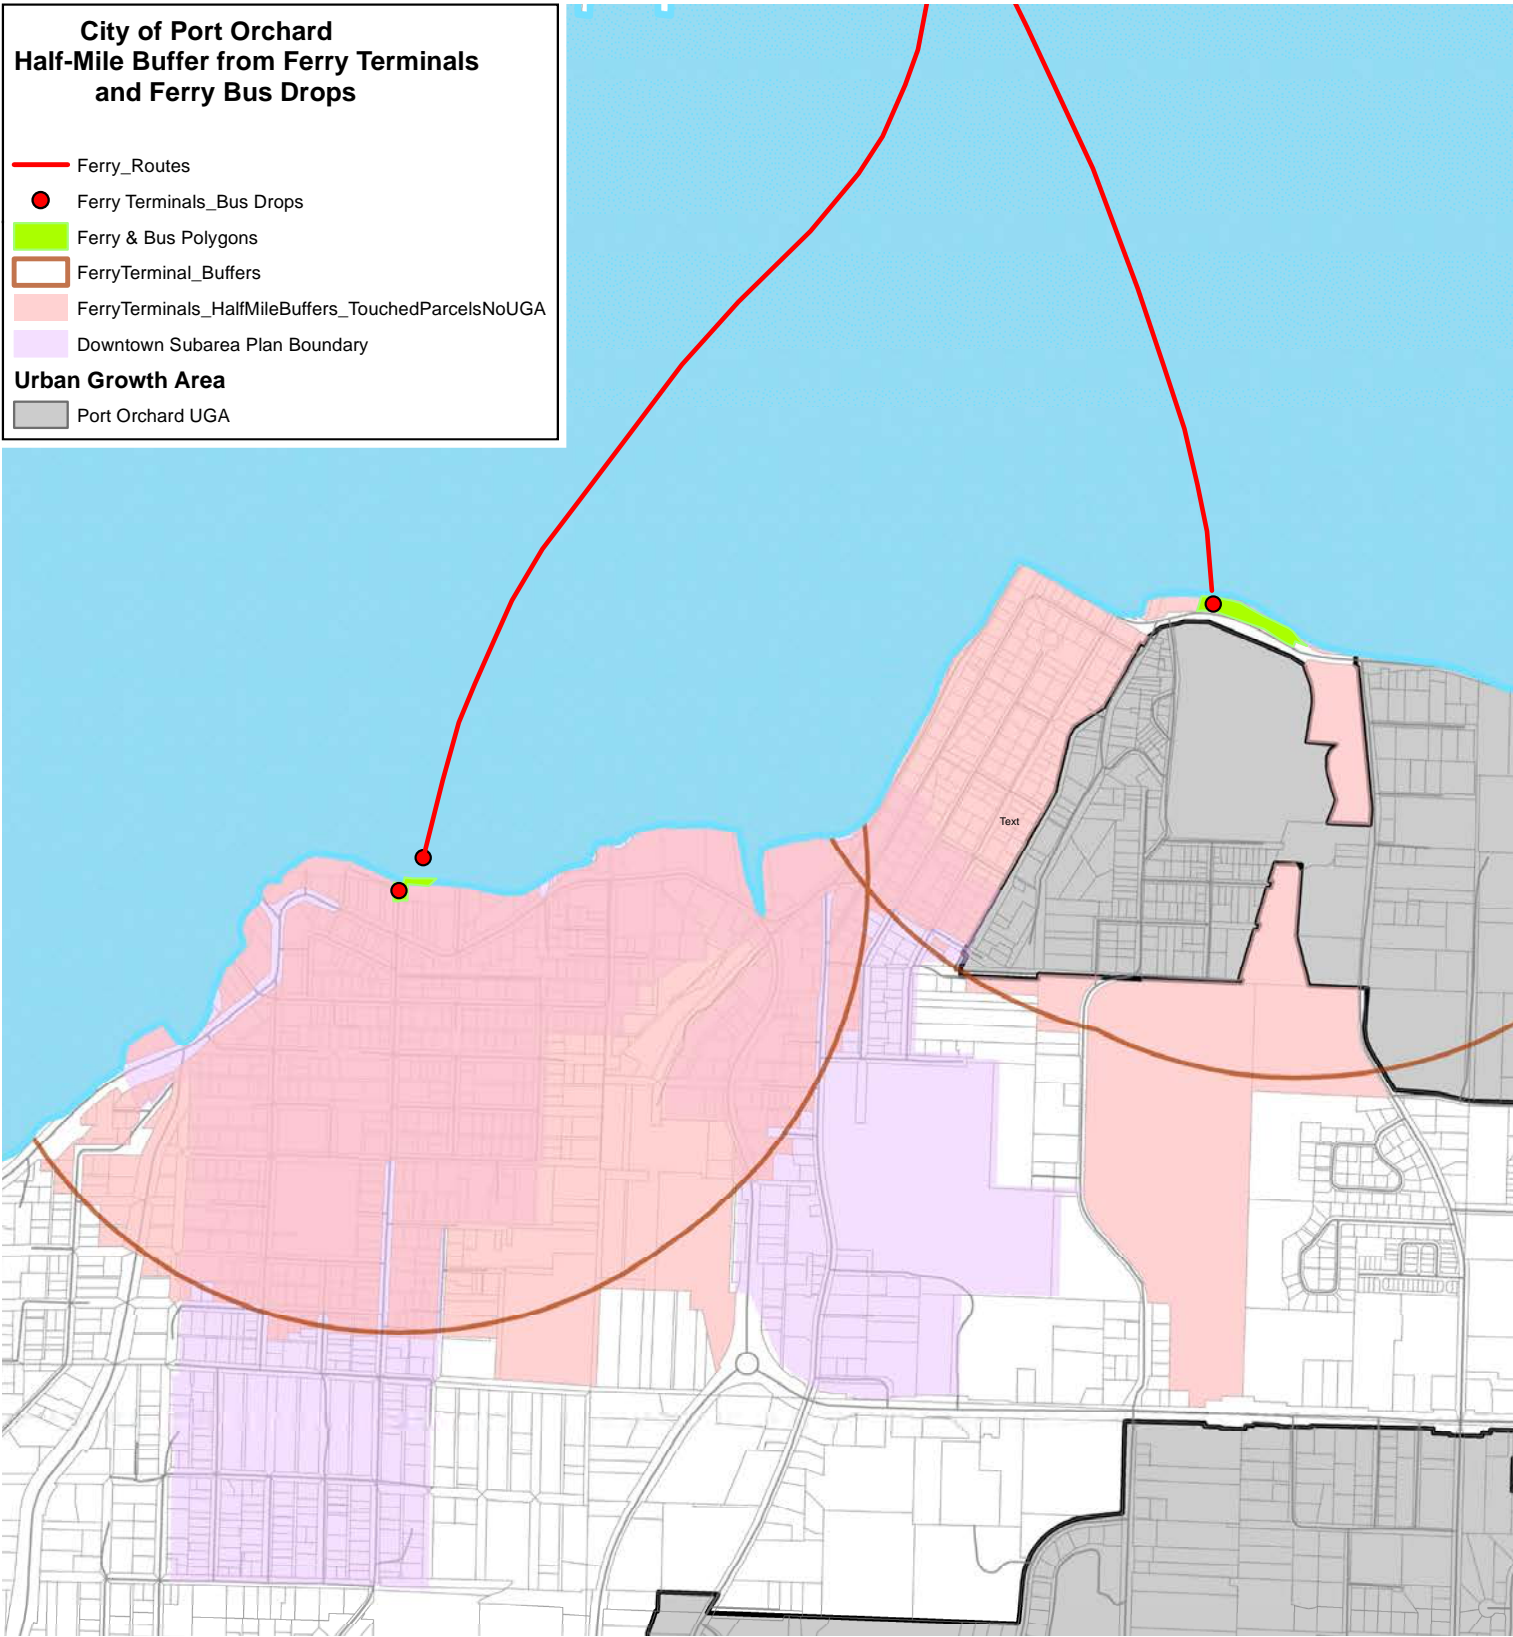 City of Port Orchard
Half-Mile Buffer from Ferry Terminals
and Ferry Bus Drops
Ferry_Routes
Ferry Terminals_Bus Drops
Ferry & Bus Polygons
FerryTerminal_Buffers
FerryTerminals_HalfMileBuffers_TouchedParcelsNoUGA
Downtown Subarea Plan Boundary
Urban Growth Area
Port Orchard UGA
Text